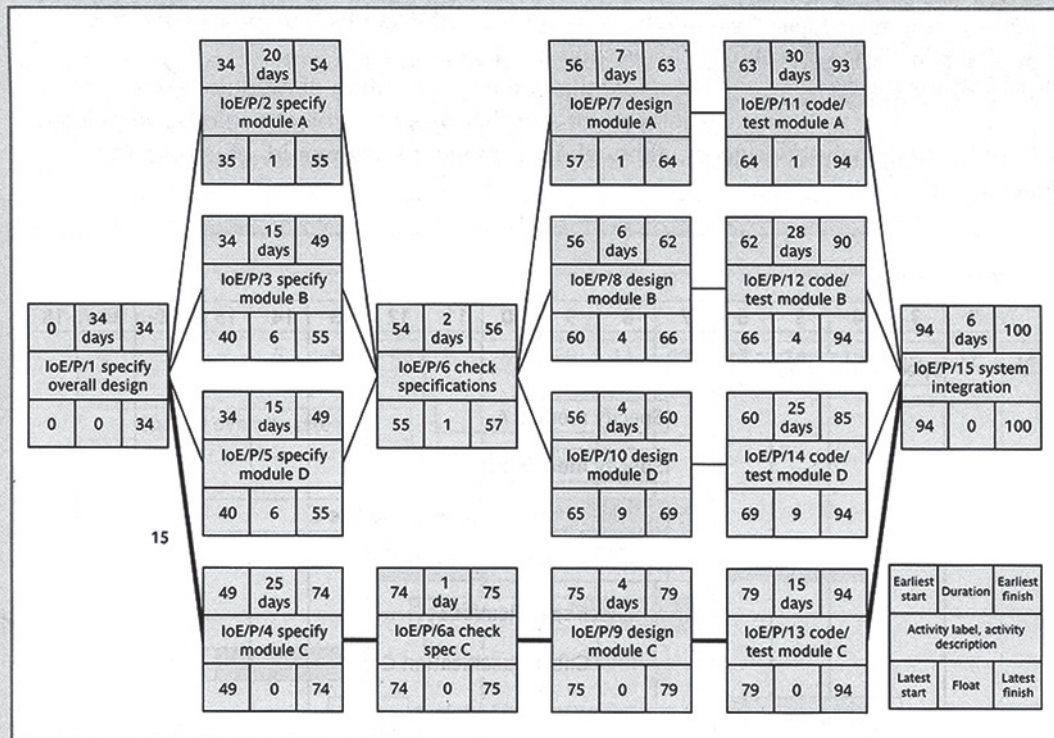 34 20 days 54
IoE/P/2 specify
module A
35 1 55
56 7 days 63
IoE/P/7 design
module A
57 1 64
63 30 days 93
IoE/P/11 code/
test module A
64 1 94
34 15 days 49
IoE/P/3 specify
module B
40 6 55
56 6 days 62
IoE/P/8 design
module B
60 4 66
62 28 days 90
IoE/P/12 code/
test module B
66 4 94
0 34 days 34
IoE/P/1 specify
overall design
0 0 34
54 2 days 56
IoE/P/6 check
specifications
55 1 57
94 6 days 100
IoE/P/15 system
integration
94 0 100
34 15 days 49
IoE/P/5 specify
module D
40 6 55
56 4 days 60
IoE/P/10 design
module D
65 9 69
60 25 days 85
IoE/P/14 code/
test module D
69 9 94
15
49 25 days 74
IoE/P/4 specify
module C
49 0 74
74 1 day 75
IoE/P/6a check
spec C
74 0 75
75 4 days 79
IoE/P/9 design
module C
75 0 79
79 15 days 94
IoE/P/13 code/
test module C
79 0 94
Earliest start Duration Earliest finish
Activity label, activity
description
Latest start Float Latest finish